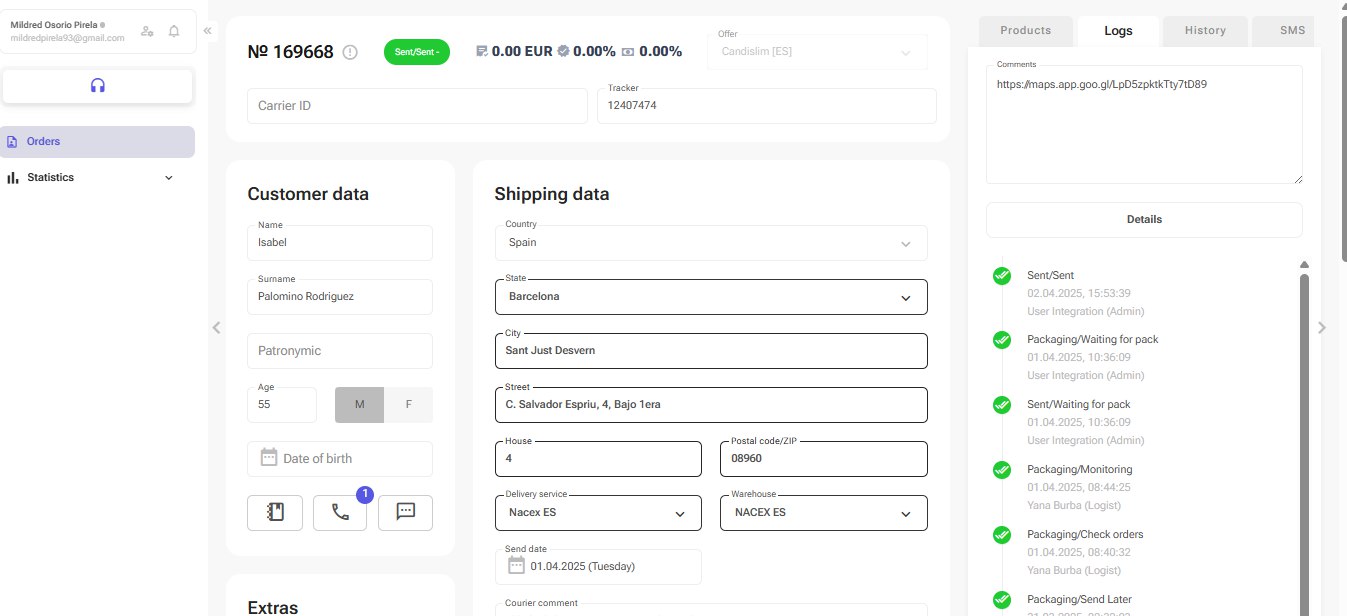 Mildred Osorio Pirela
mildredpirela93@gmail.com
Orders
Statistics
№ 169668
Sent/Sent -
0.00 EUR 0.00% 0.00%
Offer
Candislim [ES]
Carrier ID
Tracker
12407474
Customer data
Name
Isabel
Surname
Palomino Rodriguez
Patronymic
Age
55
M F
Date of birth
1
Extras
Shipping data
Country
Spain
State
Barcelona
City
Sant Just Desvern
Street
C. Salvador Espriu, 4, Bajo 1era
House
4
Postal code/ZIP
08960
Delivery service
Nacex ES
Warehouse
NACEX ES
Send date
01.04.2025 (Tuesday)
Courier comment
Products Logs History SMS
Comments
https://maps.app.goo.gl/LpD5zpktkTty7tD89
Details
Sent/Sent
02.04.2025, 15:53:39
User Integration (Admin)
Packaging/Waiting for pack
01.04.2025, 10:36:09
User Integration (Admin)
Sent/Waiting for pack
01.04.2025, 10:36:09
User Integration (Admin)
Packaging/Monitoring
01.04.2025, 08:44:25
Yana Burba (Logist)
Packaging/Check orders
01.04.2025, 08:40:32
Yana Burba (Logist)
Packaging/Send Later